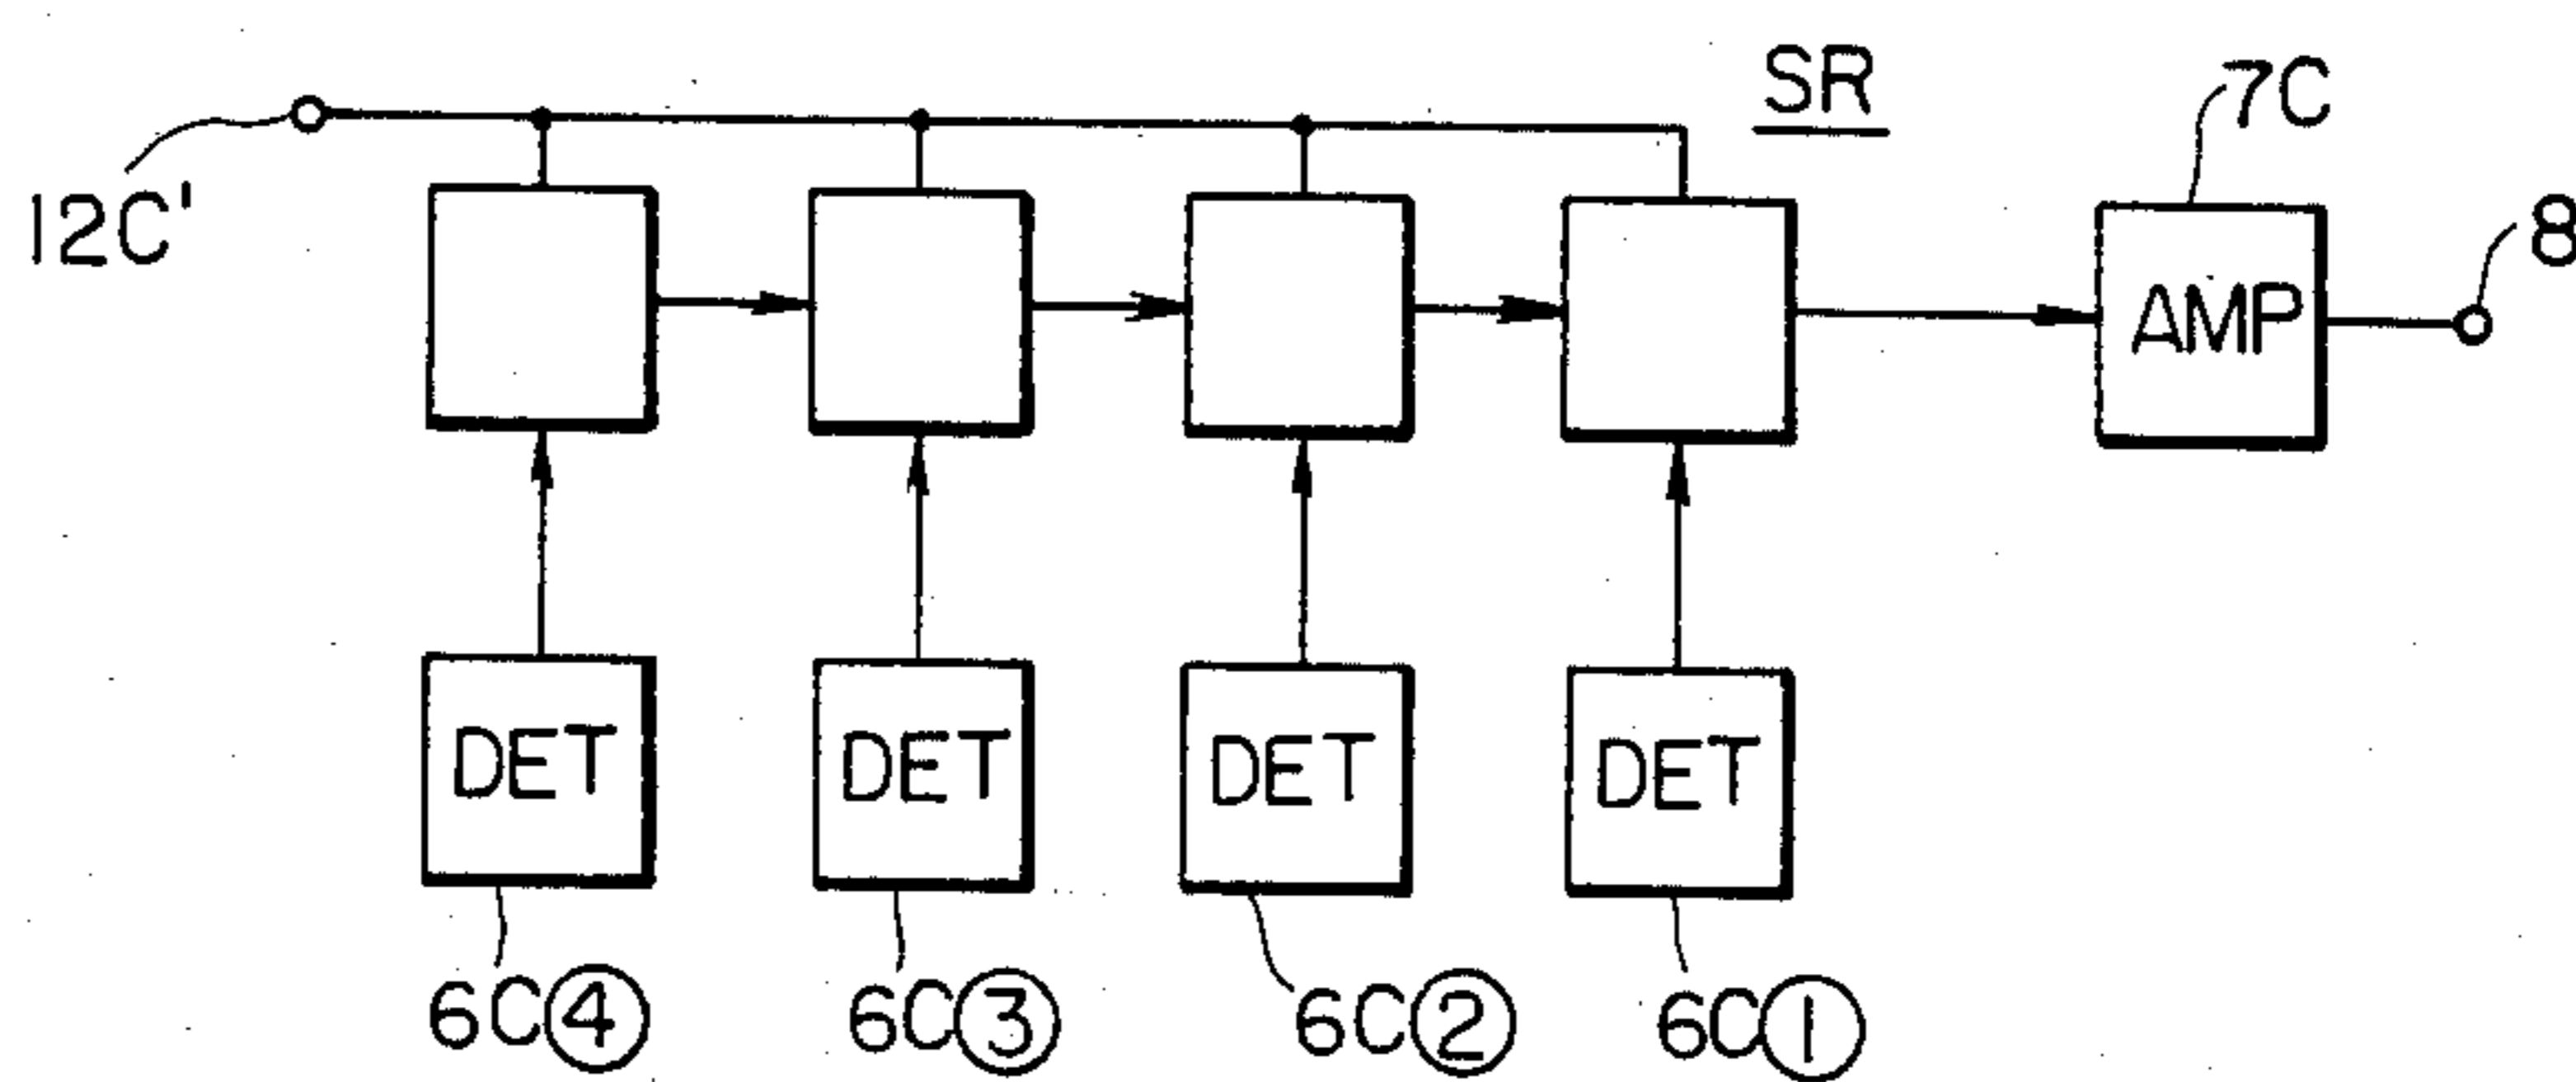 SR
7C
8
12C'
AMP
DET DET DET DET
6C④ 6C③ 6C② 6C①